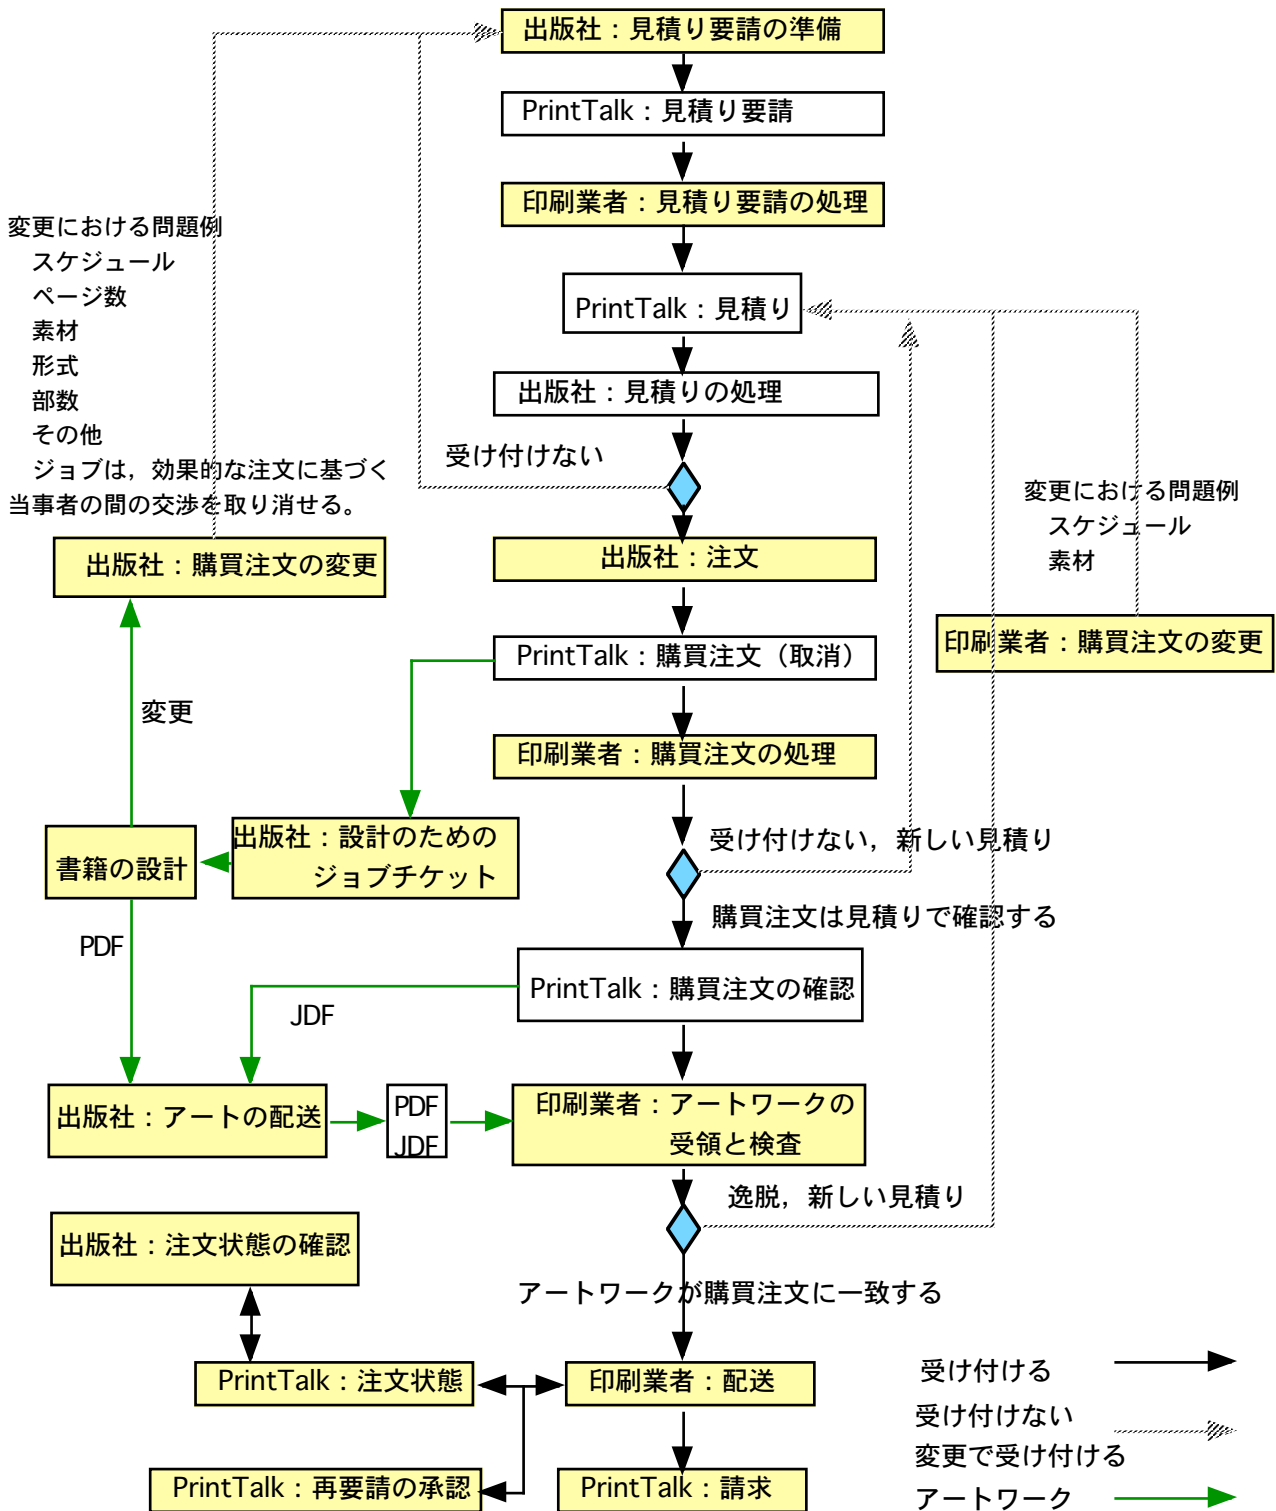 出版社：見積り要請の準備
PrintTalk：見積り要請
印刷業者：見積り要請の処理
変更における問題例
スケジュール
ページ数
素材
形式
部数
その他
ジョブは，効果的な注文に基づく
当事者の間の交渉を取り消せる。
PrintTalk：見積り
出版社：見積りの処理
受け付けない
変更における問題例
スケジュール
素材
出版社：購買注文の変更
出版社：注文
印刷業者：購買注文の変更
PrintTalk：購買注文（取消）
変更
印刷業者：購買注文の処理
書籍の設計
出版社：設計のための
ジョブチケット
受け付けない，新しい見積り
購買注文は見積りで確認する
PDF
PrintTalk：購買注文の確認
JDF
出版社：アートの配送
PDF
JDF
印刷業者：アートワークの
受領と検査
逸脱，新しい見積り
出版社：注文状態の確認
アートワークが購買注文に一致する
PrintTalk：注文状態
印刷業者：配送
PrintTalk：再要請の承認
PrintTalk：請求
受け付ける
受け付けない
変更で受け付ける
アートワーク